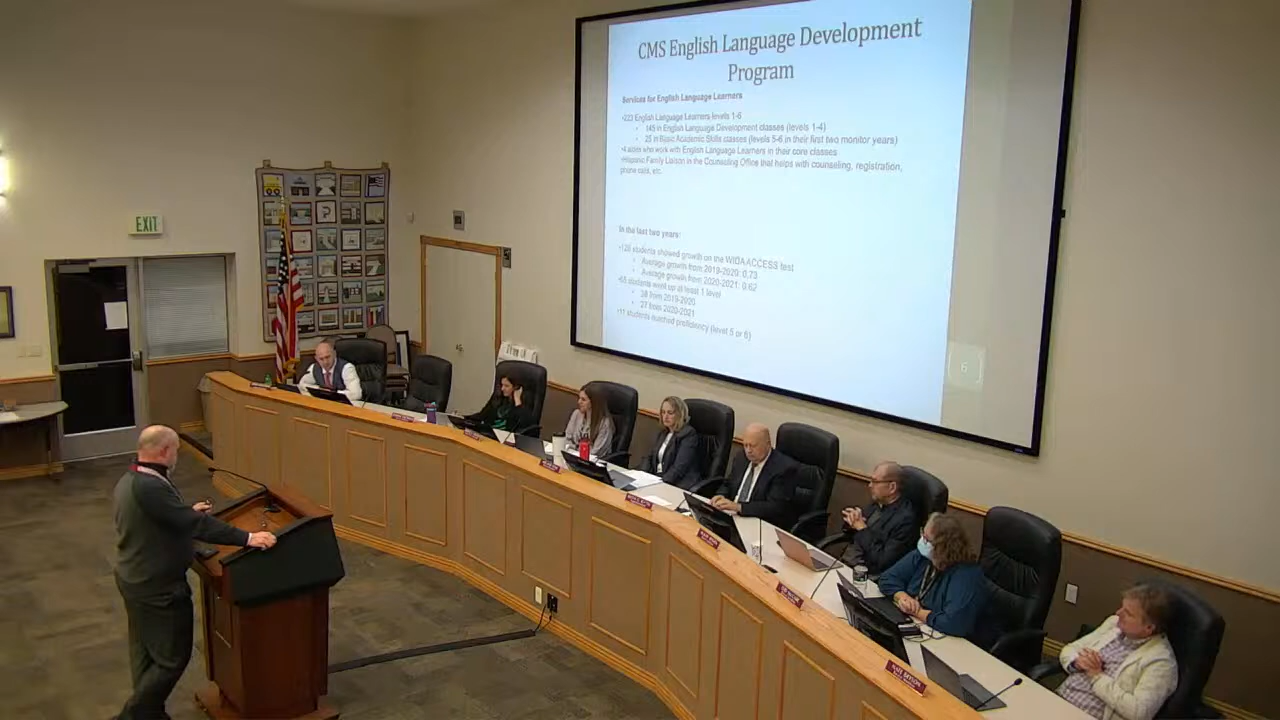 CMS English Language Development
Program
Services for English Language Learners
•223 English Language Learners levels 1-6
• 145 in English Language Development classes (levels 1-4)
• 25 in Basic Academic Skills classes (levels 5-6 in their first two monitor years)
•4 aides who work with English Language Learners in their core classes
•Hispanic Family Liaison in the Counseling Office that helps with counseling, registration,
phone calls, etc.
In the last two years:
•128 students showed growth on the WIDA ACCESS test
• Average growth from 2019-2020: 0.73
• Average growth from 2020-2021: 0.62
•65 students went up at least 1 level
• 38 from 2019-2020
• 27 from 2020-2021
•11 students reached proficiency (level 5 or 6)
6
EXIT